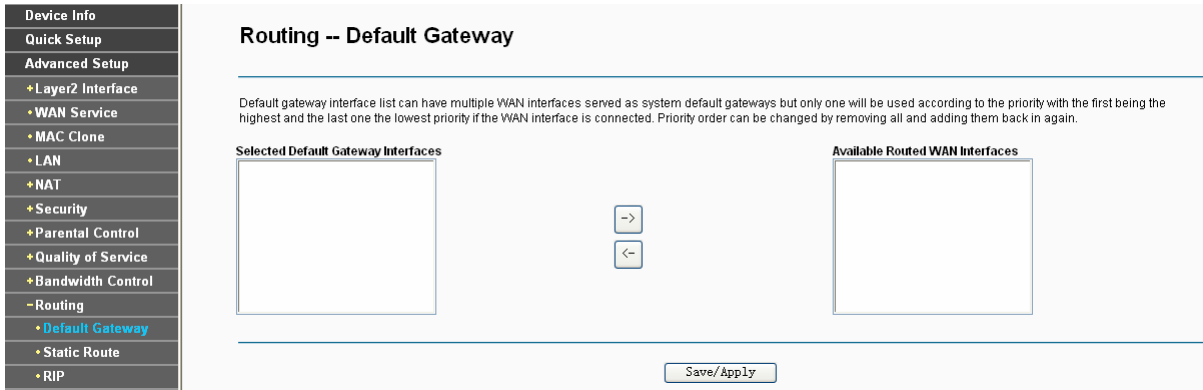 Device Info
Quick Setup
Advanced Setup
+Layer2 Interface
•WAN Service
•MAC Clone
•LAN
+NAT
+Security
+Parental Control
+Quality of Service
+Bandwidth Control
-Routing
•Default Gateway
•Static Route
•RIP
Routing -- Default Gateway
Default gateway interface list can have multiple WAN interfaces served as system default gateways but only one will be used according to the priority with the first being the
highest and the last one the lowest priority if the WAN interface is connected. Priority order can be changed by removing all and adding them back in again.
Selected Default Gateway Interfaces
->
<-
Available Routed WAN Interfaces
Save/Apply